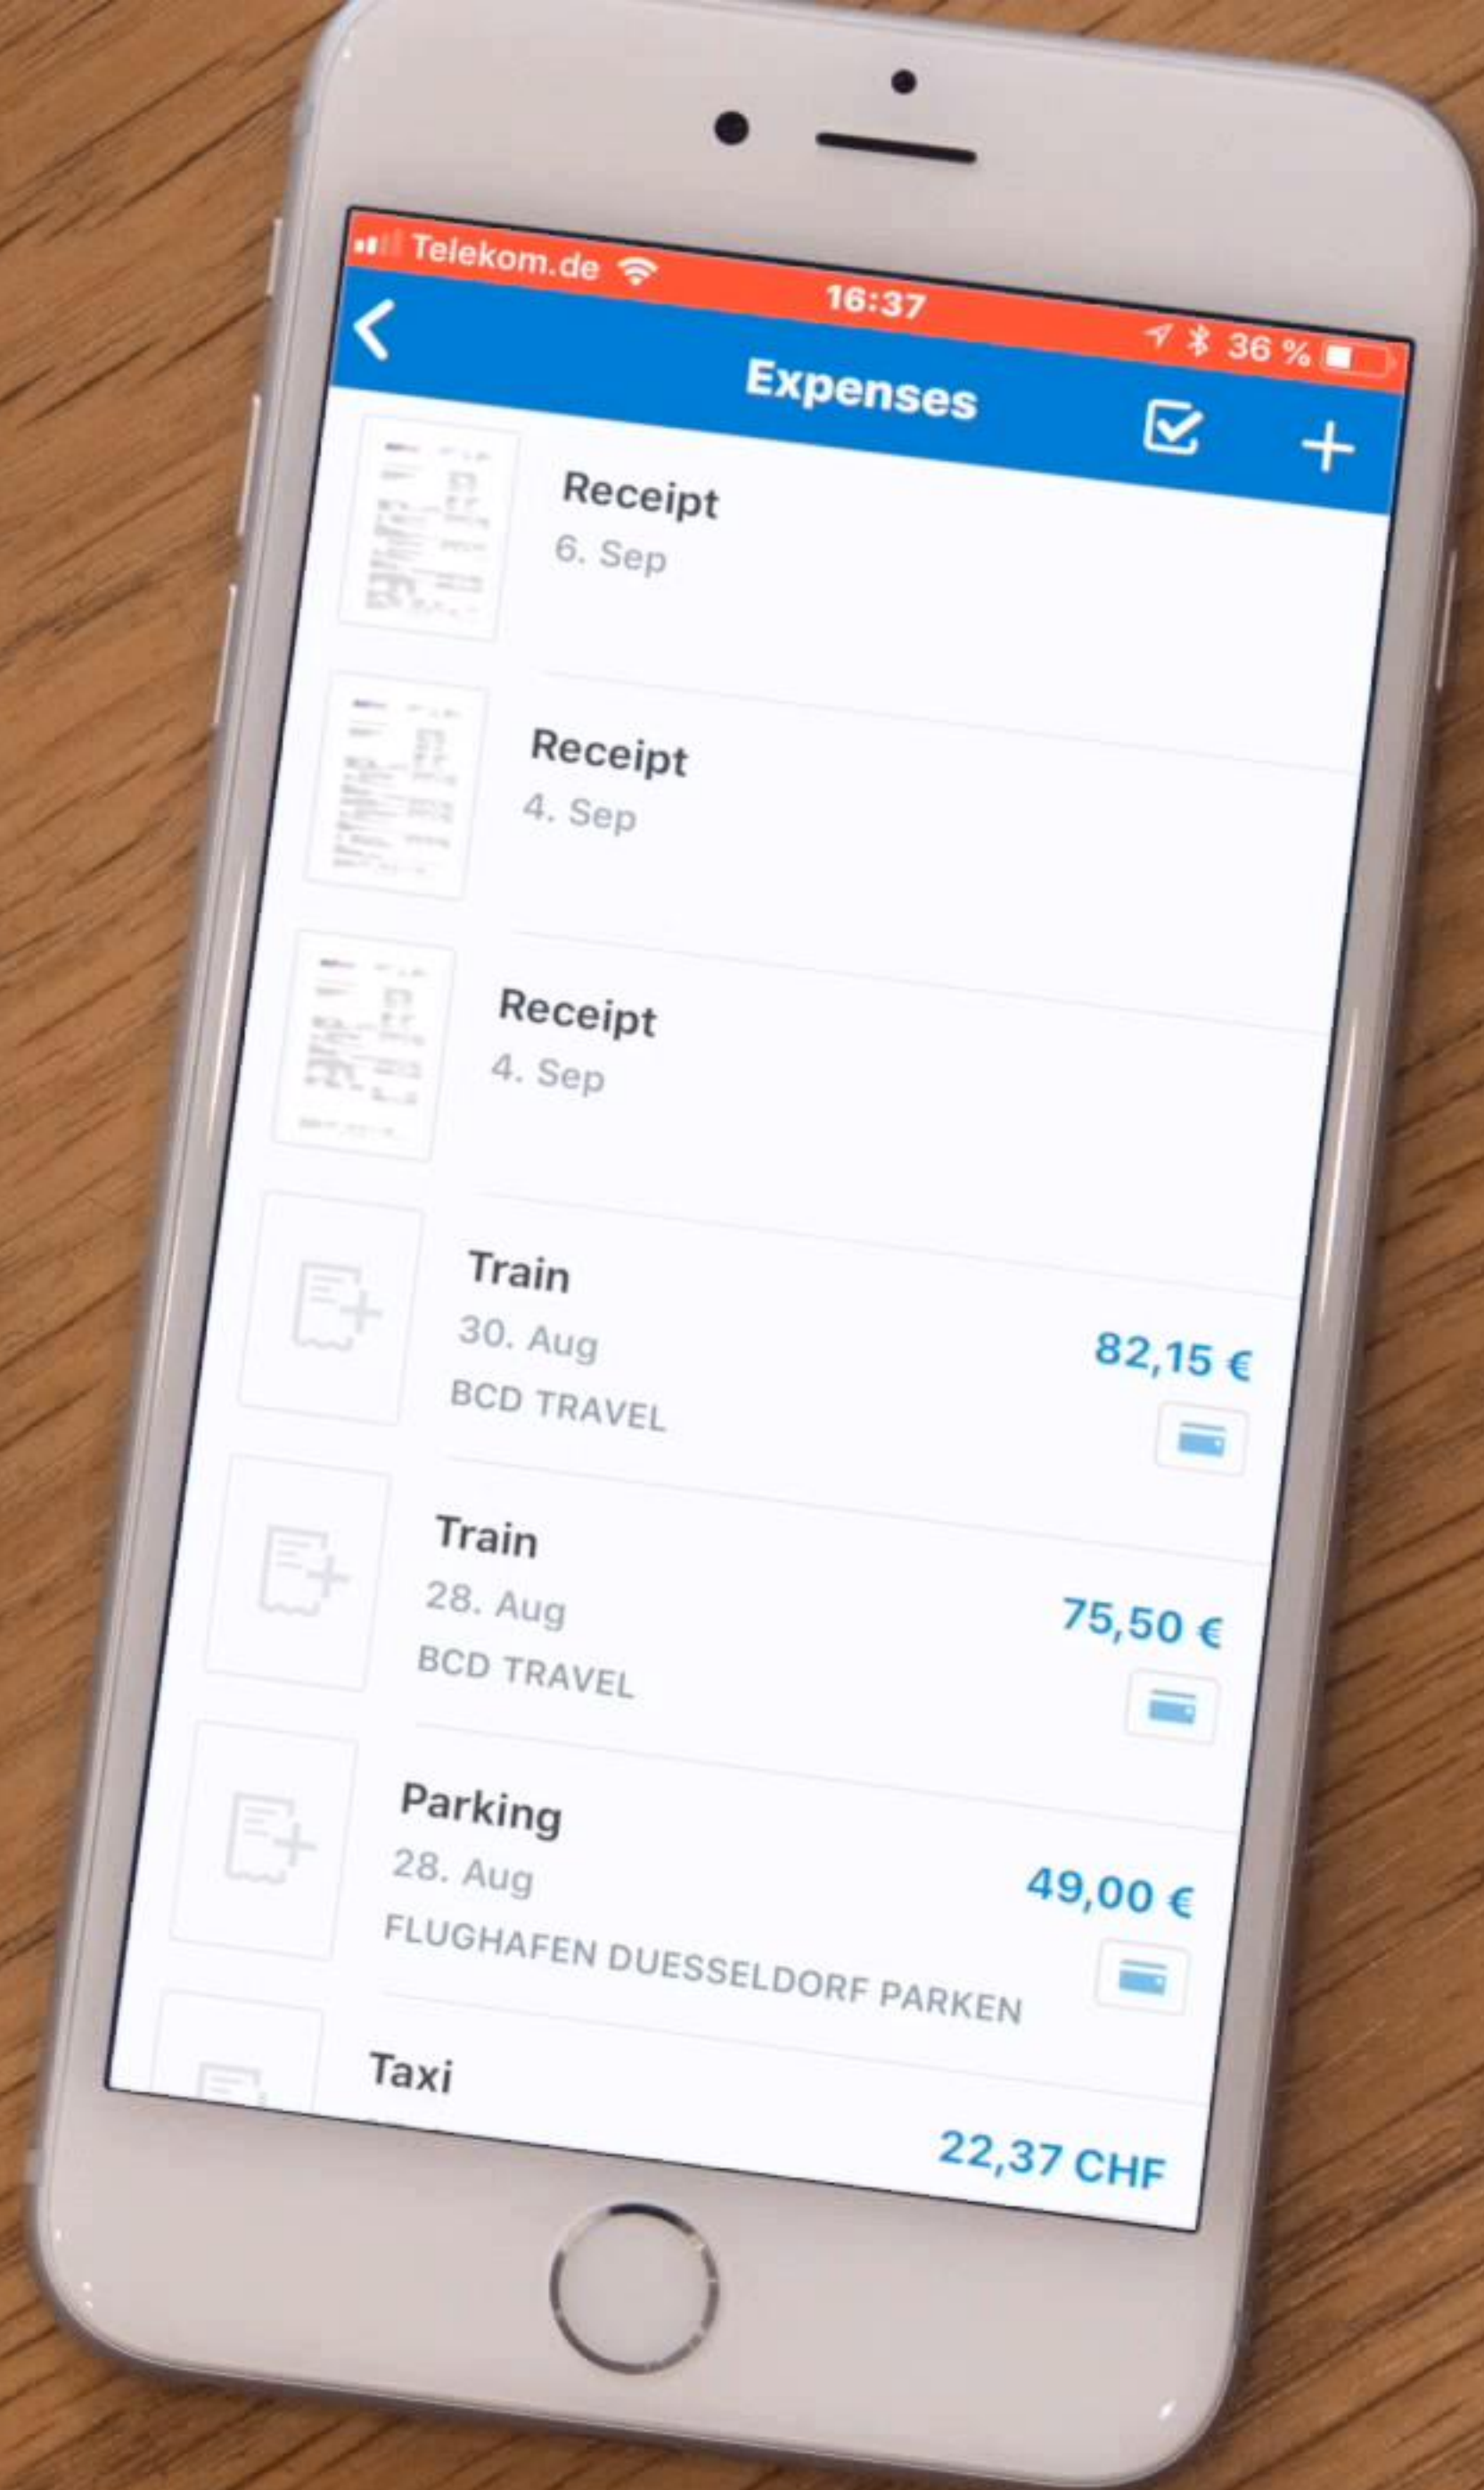 Telekom.de 16:37 36 %
Expenses
Receipt
6. Sep
Receipt
4. Sep
Receipt
4. Sep
Train
30. Aug
82,15 €
BCD TRAVEL
Train
28. Aug
75,50 €
BCD TRAVEL
Parking
28. Aug
49,00 €
FLUGHAFEN DUESSELDORF PARKEN
Taxi
22,37 CHF